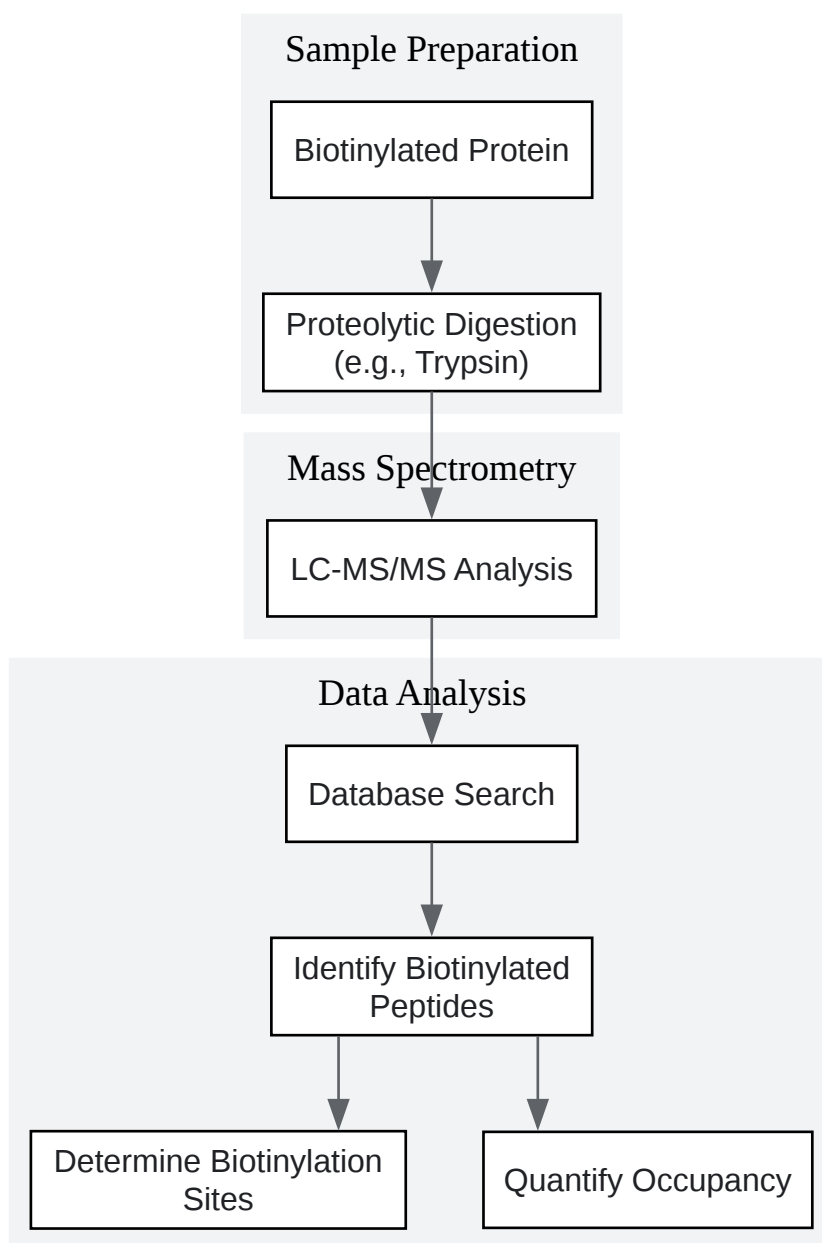 Sample Preparation
Biotinylated Protein
Proteolytic Digestion
(e.g., Trypsin)
Mass Spectrometry
LC-MS/MS Analysis
Data Analysis
Database Search
Identify Biotinylated
Peptides
Determine Biotinylation
Sites
Quantify Occupancy